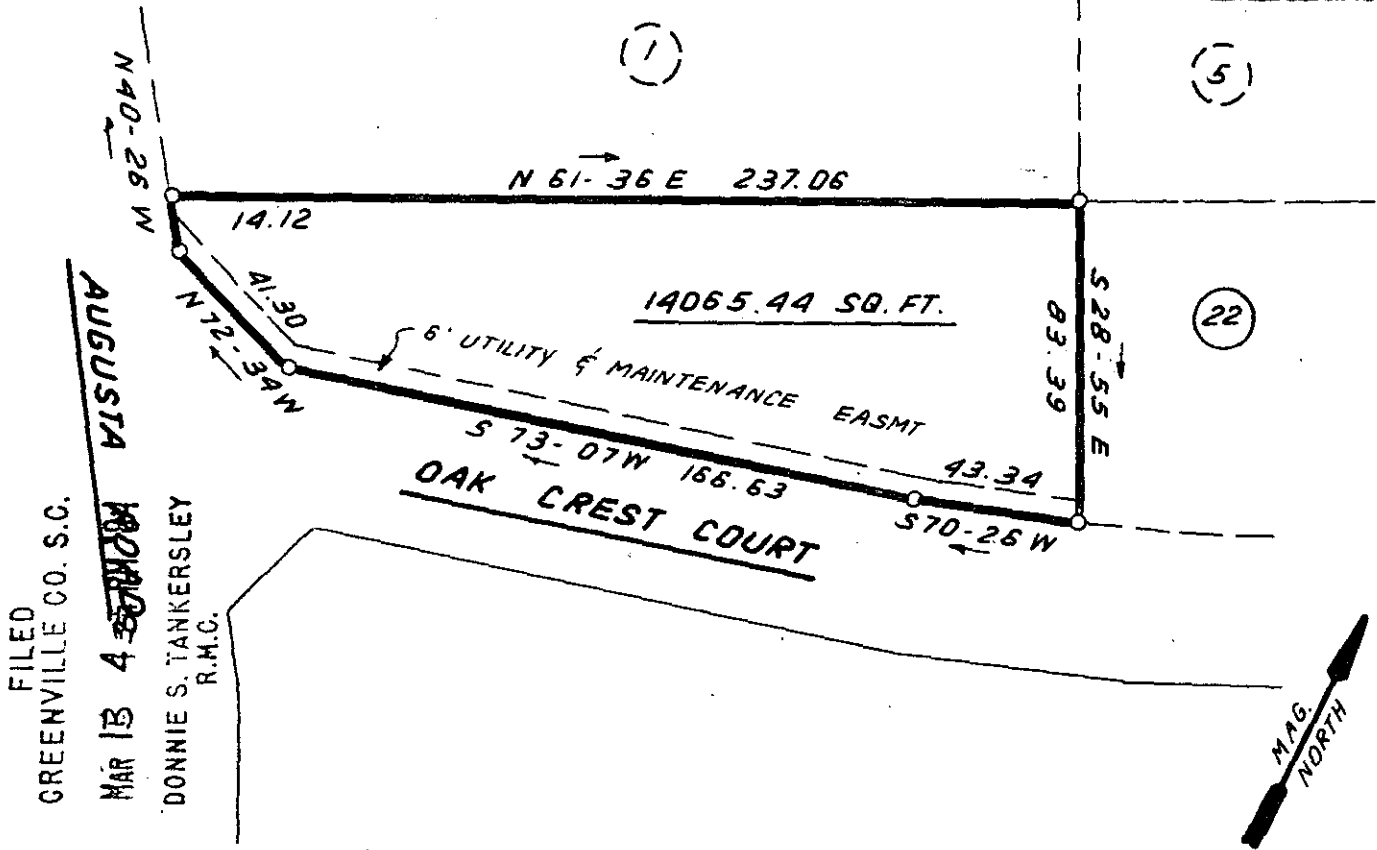 1
5
N 40-26 W
N 61-36 E 237.06
14.12
41.30
N 72-34 W
14065.44 SQ. FT.
S 28-55 E
83.39
22
6' UTILITY & MAINTENANCE EASMT
S 73-07 W 166.63
43.34
S 70-26 W
OAK CREST COURT
AUGUSTA
FILED
GREENVILLE CO. S.C.
MAR
DONNIE S. TANKERSLEY
R.M.C.
MAG.
NORTH